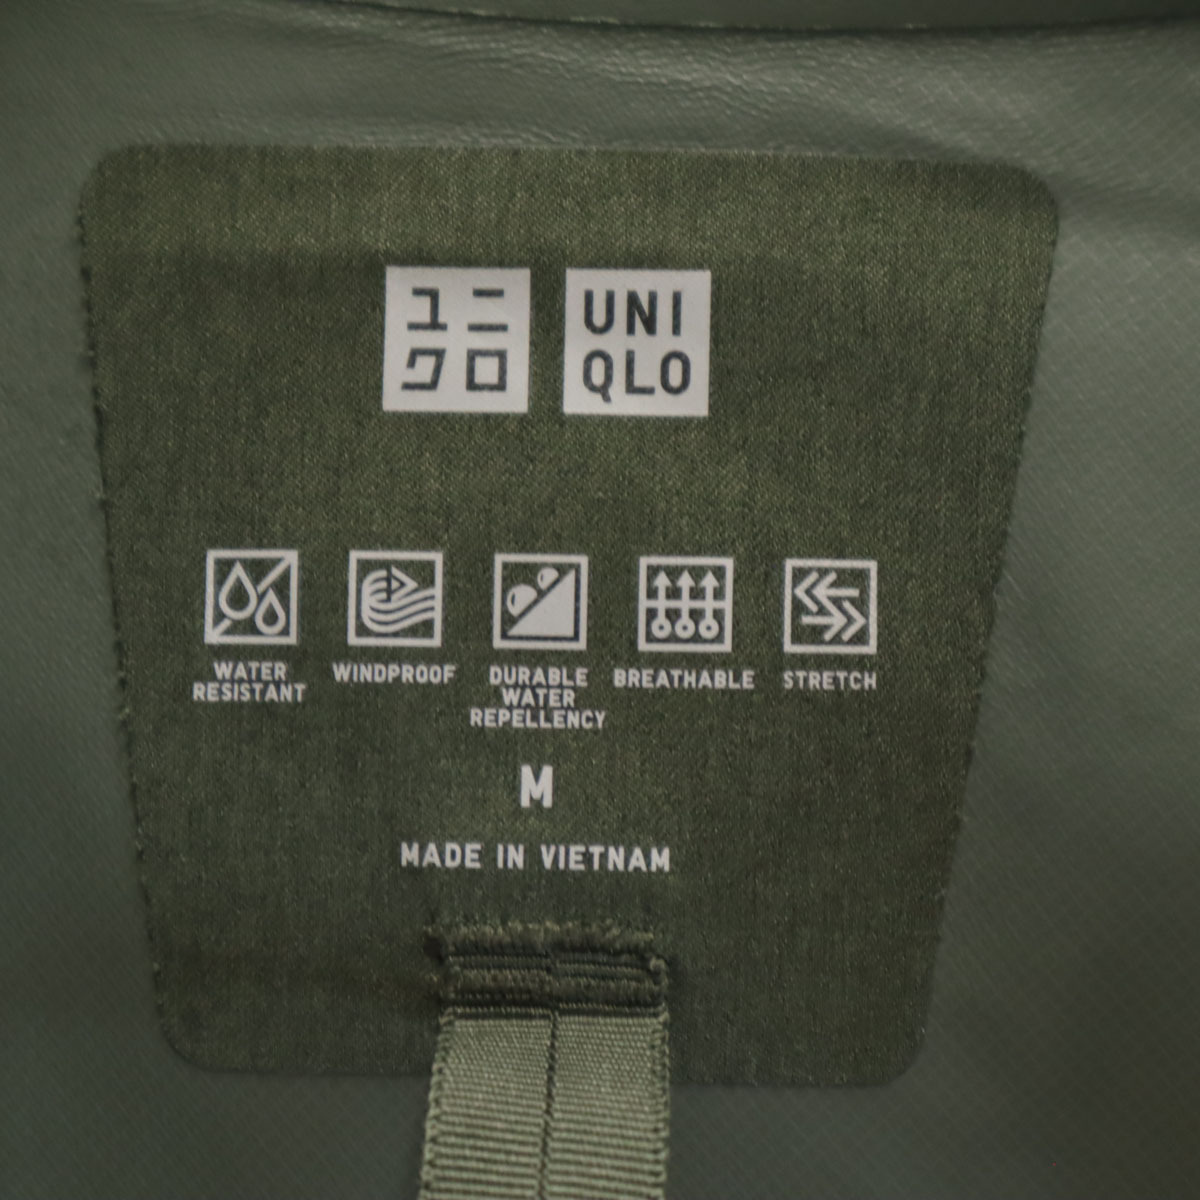 ユニ
クロ
UNI
QLO
WATER
RESISTANT
WINDPROOF
DURABLE
WATER
REPELLENCY
BREATHABLE
STRETCH
M
MADE IN VIETNAM